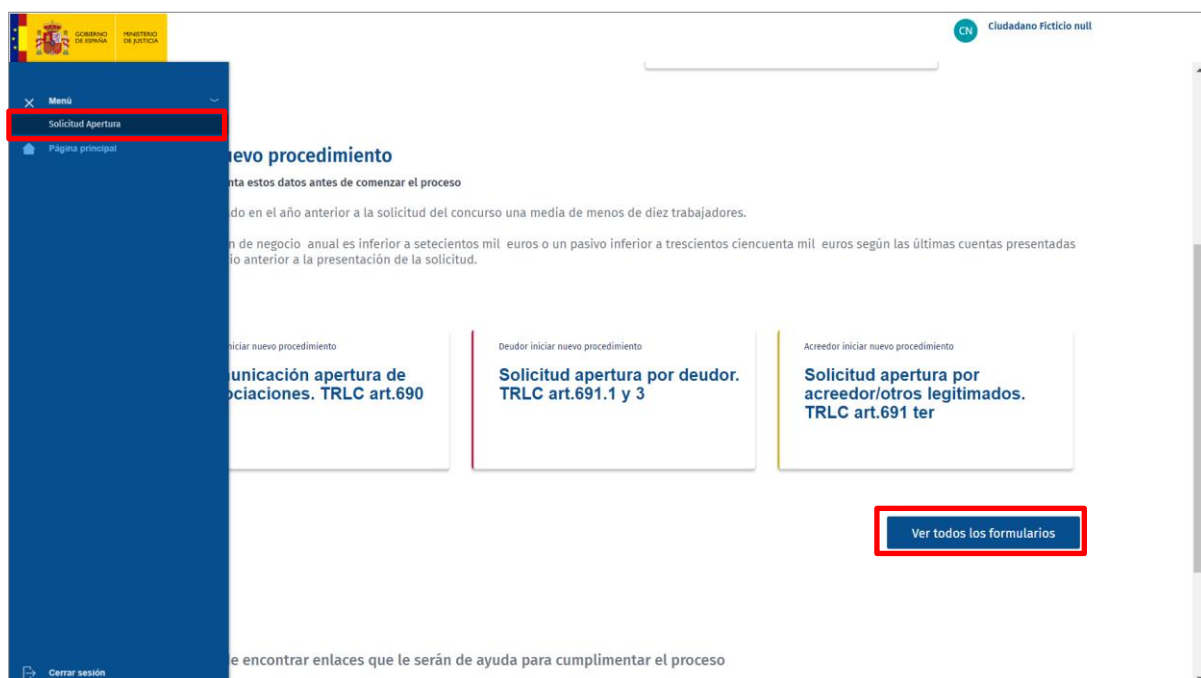 GOBIERNO DE ESPAÑA
MINISTERIO DE JUSTICIA
CN
Ciudadano Ficticio null
Menú
Solicitud Apertura
Página principal
uevo procedimiento
nta estos datos antes de comenzar el proceso
do en el año anterior a la solicitud del concurso una media de menos de diez trabajadores.
n de negocio anual es inferior a setecientos mil euros o un pasivo inferior a trescientos ciencuenta mil euros según las últimas cuentas presentadas
io anterior a la presentación de la solicitud.
niciar nuevo procedimiento
unicación apertura de
ociaciones. TRLC art.690
Deudor iniciar nuevo procedimiento
Solicitud apertura por deudor.
TRLC art.691.1 y 3
Acreedor iniciar nuevo procedimiento
Solicitud apertura por
acreedor/otros legitimados.
TRLC art.691 ter
Ver todos los formularios
e encontrar enlaces que le serán de ayuda para cumplimentar el proceso
Cerrar sesión